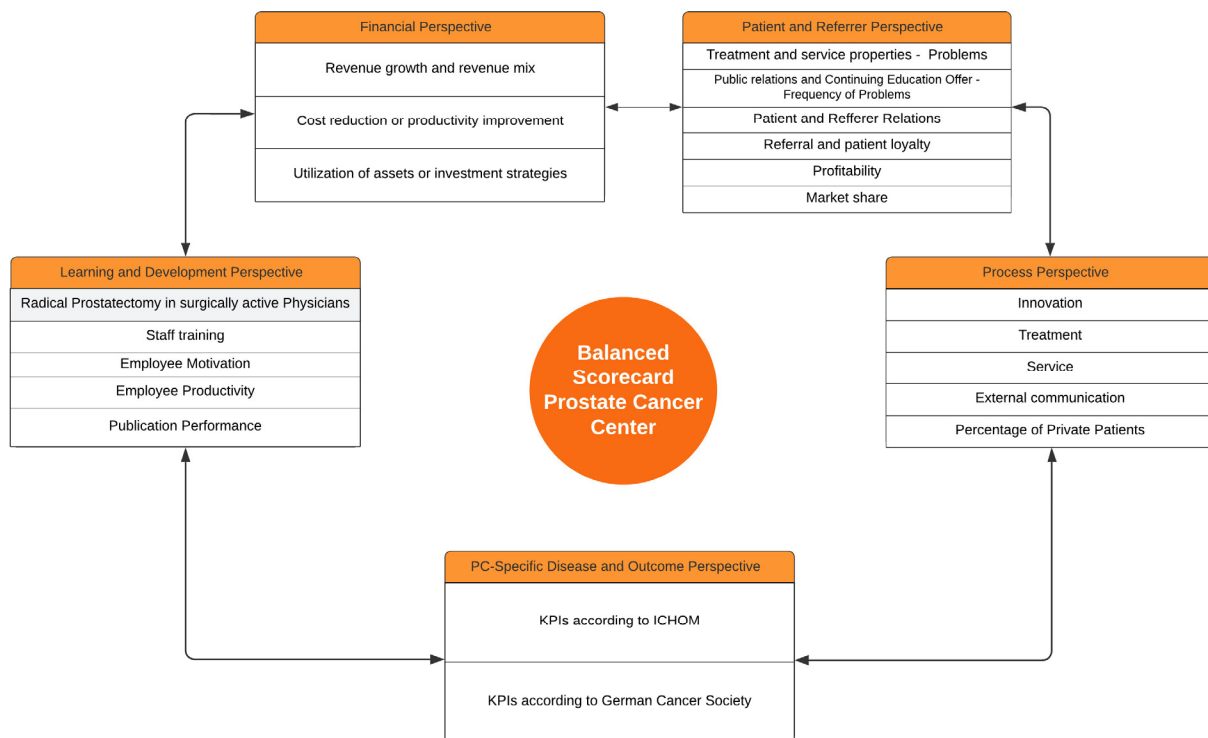 Financial Perspective
Revenue growth and revenue mix
Cost reduction or productivity improvement
Utilization of assets or investment strategies
Patient and Referrer Perspective
Treatment and service properties - Problems
Public relations and Continuing Education Offer -
Frequency of Problems
Patient and Refferer Relations
Referral and patient loyalty
Profitability
Market share
Learning and Development Perspective
Radical Prostatectomy in surgically active Physicians
Staff training
Employee Motivation
Employee Productivity
Publication Performance
Balanced
Scorecard
Prostate Cancer
Center
Process Perspective
Innovation
Treatment
Service
External communication
Percentage of Private Patients
PC-Specific Disease and Outcome Perspective
KPIs according to ICHOM
KPIs according to German Cancer Society